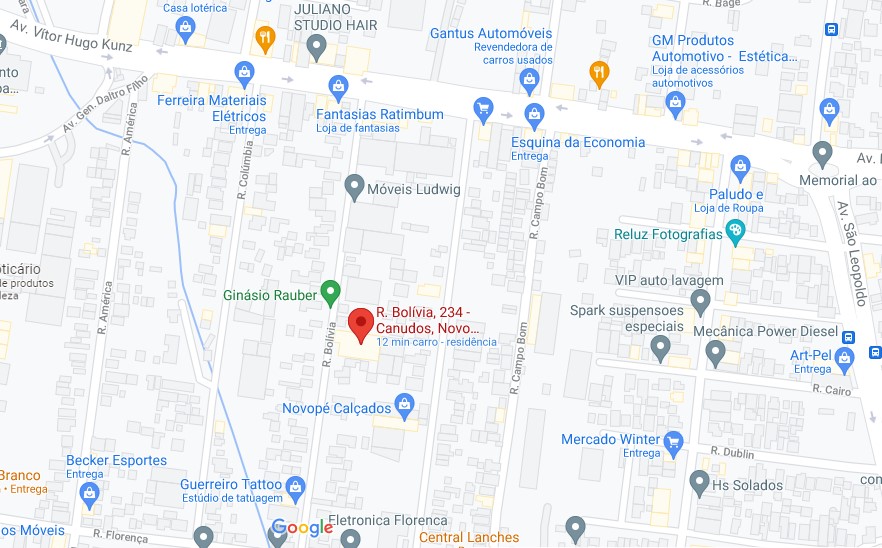 Casa lotérica
JULIANO
STUDIO HAIR
R. Bagé
Av. Vítor Hugo Kunz
Gantus Automóveis
Revendedora de
carros usados
GM Produtos
Automotivo - Estética...
Loja de acessórios
automotivos
Av. Gen. Daltro Filho
Ferreira Materiais
Elétricos
Entrega
Fantasias Ratimbum
Loja de fantasias
Esquina da Economia
Entrega
R. América
R. Colúmbia
Móveis Ludwig
R. Campo Bom
Paludo e
Loja de Roupa
Memorial ao
Av. São Leopoldo
Reluz Fotografias
oticário
de produtos
leza
Ginásio Rauber
R. Bolívia, 234 -
Canudos, Novo...
12 min carro - residência
VIP auto lavagem
Spark suspensoes
especiais
Mecânica Power Diesel
R. América
R. Bolívia
R. Campo Bom
Art-Pel
Entrega
R. Cairo
Novopé Calçados
Mercado Winter
Entrega
R. Dublin
Becker Esportes
Entrega
Branco
• Entrega
Guerreiro Tattoo
Estúdio de tatuagem
Hs Solados
con
os Móveis
R. Florença
Google
Eletronica Florença
Central Lanches